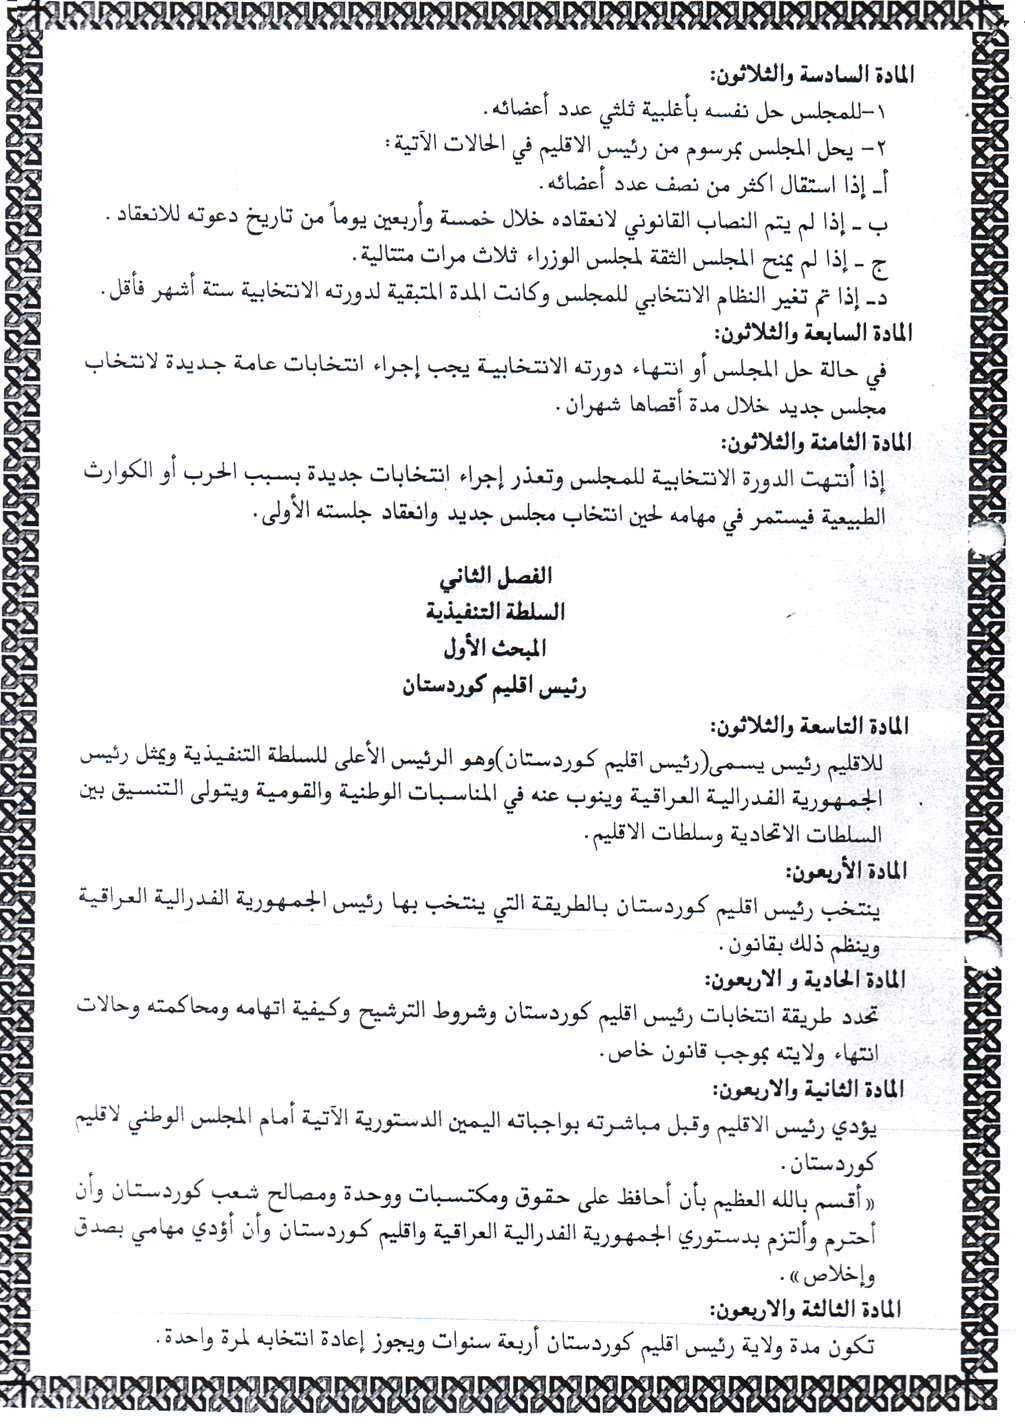 المادة السادسة والثلاثون:
١-للمجلس حل نفسه بأغلبية ثلثي عدد أعضائه.
٢- يحل المجلس بمرسوم من رئيس الاقليم في الحالات الآتية:
أـ إذا استقال اكثر من نصف عدد أعضائه.
ب ـ إذا لم يتم النصاب القانوني لانعقاده خلال خمسة وأربعين يوماً من تاريخ دعوته للانعقاد.
ج ـ إذا لم يمنح المجلس الثقة لمجلس الوزراء ثلاث مرات متتالية.
د ـ إذا تم تغير النظام الانتخابي للمجلس وكانت المدة المتبقية لدورته الانتخابية ستة أشهر فأقل.
المادة السابعة والثلاثون:
في حالة حل المجلس أو انتهاء دورته الانتخابية يجب إجراء انتخابات عامة جديدة لانتخاب
مجلس جديد خلال مدة أقصاها شهران.
المادة الثامنة والثلاثون:
إذا أنتهت الدورة الانتخابية للمجلس وتعذر إجراء انتخابات جديدة بسبب الحرب أو الكوارث
الطبيعية فيستمر في مهامه لحين انتخاب مجلس جديد وانعقاد جلسته الأولى.
الفصل الثاني
السلطة التنفيذية
المبحث الأول
رئيس اقليم كوردستان
المادة التاسعة والثلاثون:
للاقليم رئيس يسمى(رئيس اقليم كوردستان)وهو الرئيس الأعلى للسلطة التنفيذية ويمثل رئيس
الجمهورية الفدرالية العراقية وينوب عنه في المناسبات الوطنية والقومية ويتولى التنسيق بين
السلطات الاتحادية وسلطات الاقليم.
المادة الأربعون:
ينتخب رئيس اقليم كوردستان بالطريقة التي ينتخب بها رئيس الجمهورية الفدرالية العراقية
وينظم ذلك بقانون.
المادة الحادية و الاربعون:
تحدد طريقة انتخابات رئيس اقليم كوردستان وشروط الترشيح وكيفية اتهامه ومحاكمته وحالات
انتهاء ولايته بموجب قانون خاص.
المادة الثانية والاربعون:
يؤدي رئيس الاقليم وقبل مباشرته بواجباته اليمين الدستورية الآتية أمام المجلس الوطني لاقليم
كوردستان.
«أقسم بالله العظيم بأن أحافظ على حقوق ومكتسبات ووحدة ومصالح شعب كوردستان وأن
أحترم وألتزم بدستوري الجمهورية الفدرالية العراقية واقليم كوردستان وأن أؤدي مهامي بصدق
وإخلاص».
المادة الثالثة والاربعون:
تكون مدة ولاية رئيس اقليم كوردستان أربعة سنوات ويجوز إعادة انتخابه لمرة واحدة.